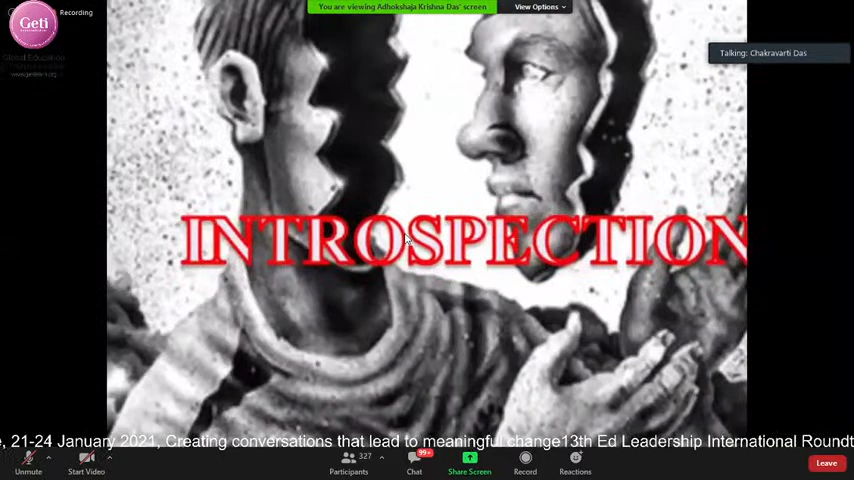 Geti
Recording
Global Education
You are viewing Adhokshaja Krishna Das' screen
View Options
Talking: Chakravarti Das
INTROSPECTION
e, 21-24 January 2021, Creating conversations that lead to meaningful change13th Ed Leadership International Roundt
Unmute
Start Video
327
Participants
99+
Chat
Share Screen
Record
Reactions
Leave